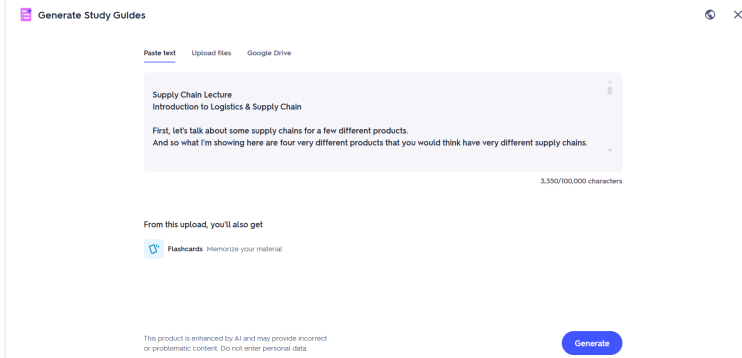 Generate Study Guides
Paste text
Upload files
Google Drive
Supply Chain Lecture
Introduction to Logistics & Supply Chain
First, let's talk about some supply chains for a few different products.
And so what I'm showing here are four very different products that you would think have very different supply chains.
3,350/100,000 characters
From this upload, you'll also get
Flashcards Memorize your material
This product is enhanced by AI and may provide incorrect
or problematic content. Do not enter personal data.
Generate